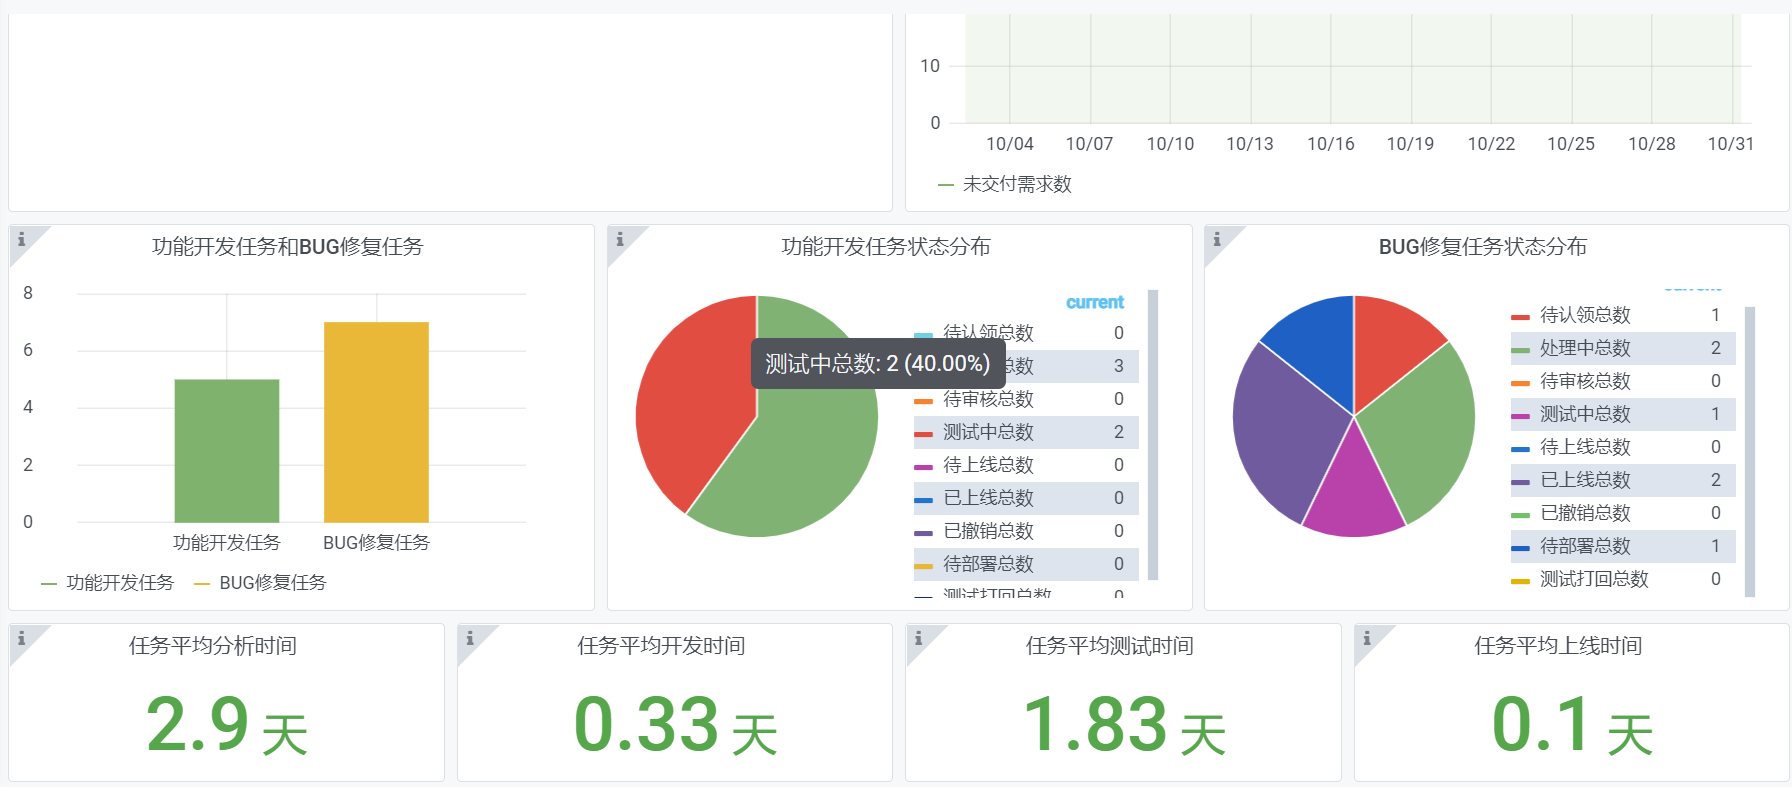 10
0
10/04 10/07 10/10 10/13 10/16 10/19 10/22 10/25 10/28 10/31
未交付需求数
功能开发任务和BUG修复任务
8
6
4
2
0
功能开发任务 BUG修复任务
功能开发任务 BUG修复任务
功能开发任务状态分布
current
待认领总数 0
总数 3
待审核总数 0
测试中总数 2
待上线总数 0
已上线总数 0
已撤销总数 0
待部署总数 0
测试打回总数 0
测试中总数: 2 (40.00%)
BUG修复任务状态分布
current
待认领总数 1
处理中总数 2
待审核总数 0
测试中总数 1
待上线总数 0
已上线总数 2
已撤销总数 0
待部署总数 1
测试打回总数 0
任务平均分析时间
2.9 天
任务平均开发时间
0.33 天
任务平均测试时间
1.83 天
任务平均上线时间
0.1 天